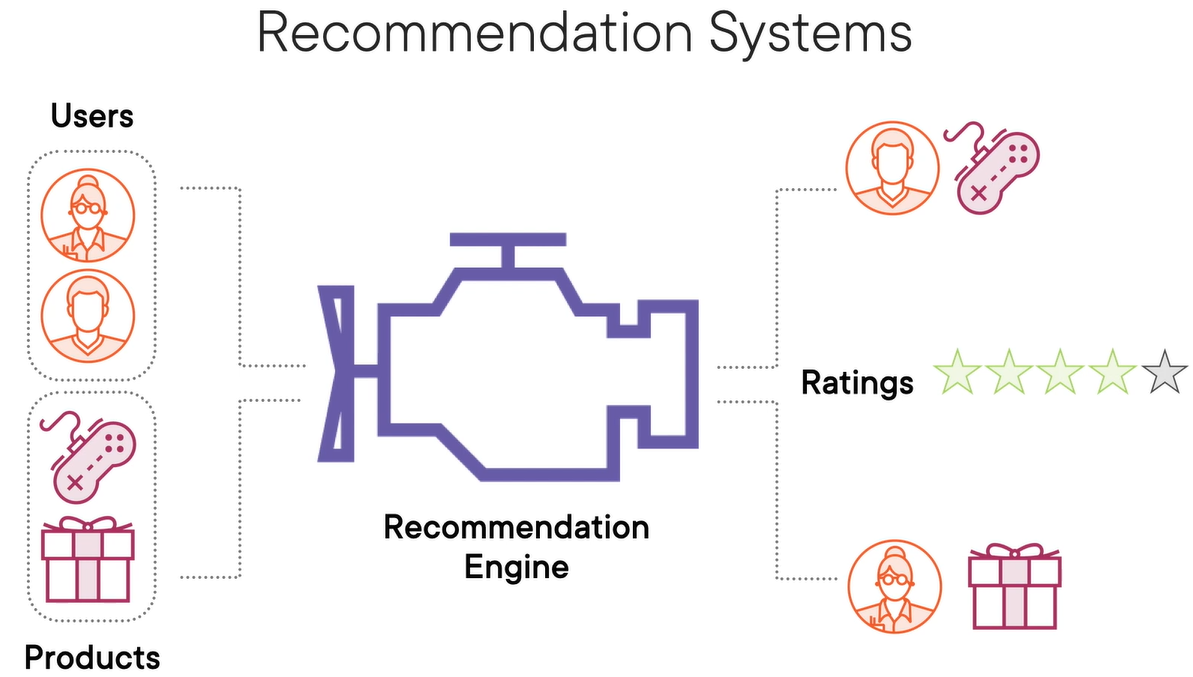 Recommendation Systems
Users
Ratings
Recommendation
Engine
Products